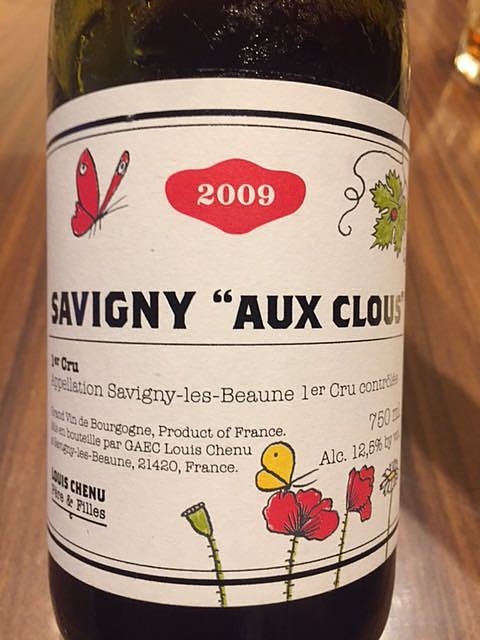 2009
SAVIGNY “AUX CLOUS”
1er Cru
Appellation Savigny-les-Beaune 1er Cru contrôlée
750 ml
Grand Vin de Bourgogne, Product of France.
Mis en bouteille par GAEC Louis Chenu
à Savigny-les-Beaune, 21420, France.
Alc. 12,5% by vol.
LOUIS CHENU
Père & Filles